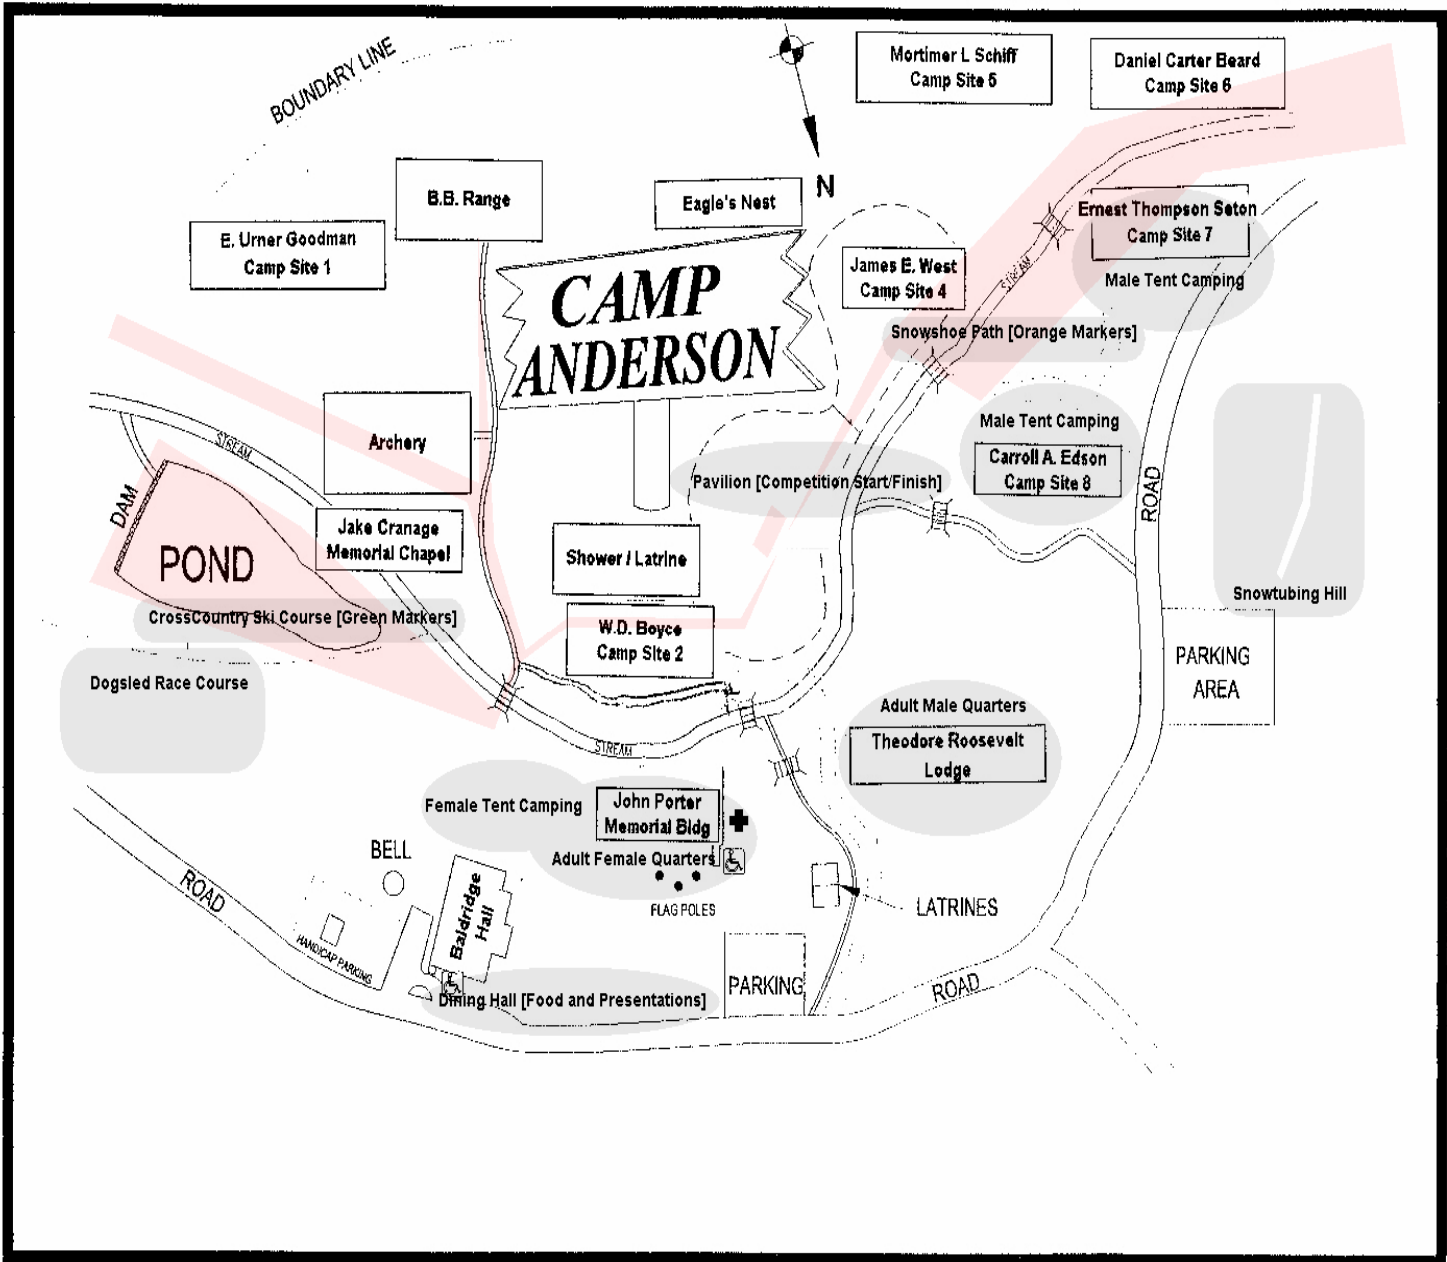 BOUNDARY LINE
Mortimer L Schiff
Camp Site 5
Daniel Carter Beard
Camp Site 6
N
B.B. Range
Eagle's Nest
Ernest Thompson Seton
Camp Site 7
Male Tent Camping
E. Urner Goodman
Camp Site 1
CAMP
ANDERSON
James E. West
Camp Site 4
STREAM
Snowshoe Path [Orange Markers]
Archery
STREAM
Male Tent Camping
Carroll A. Edson
Camp Site 8
Pavilion [Competition Start/Finish]
ROAD
DAM
POND
Jake Cranage
Memorial Chapel
Shower / Latrine
Snowtubing Hill
CrossCountry Ski Course [Green Markers]
W.D. Boyce
Camp Site 2
PARKING
AREA
Dogsled Race Course
Adult Male Quarters
Theodore Roosevelt
Lodge
STREAM
Female Tent Camping
John Porter
Memorial Bldg
Adult Female Quarters
FLAG POLES
BELL
ROAD
Baldridge
Hall
HANDICAP PARKING
LATRINES
Dining Hall [Food and Presentations]
PARKING
ROAD